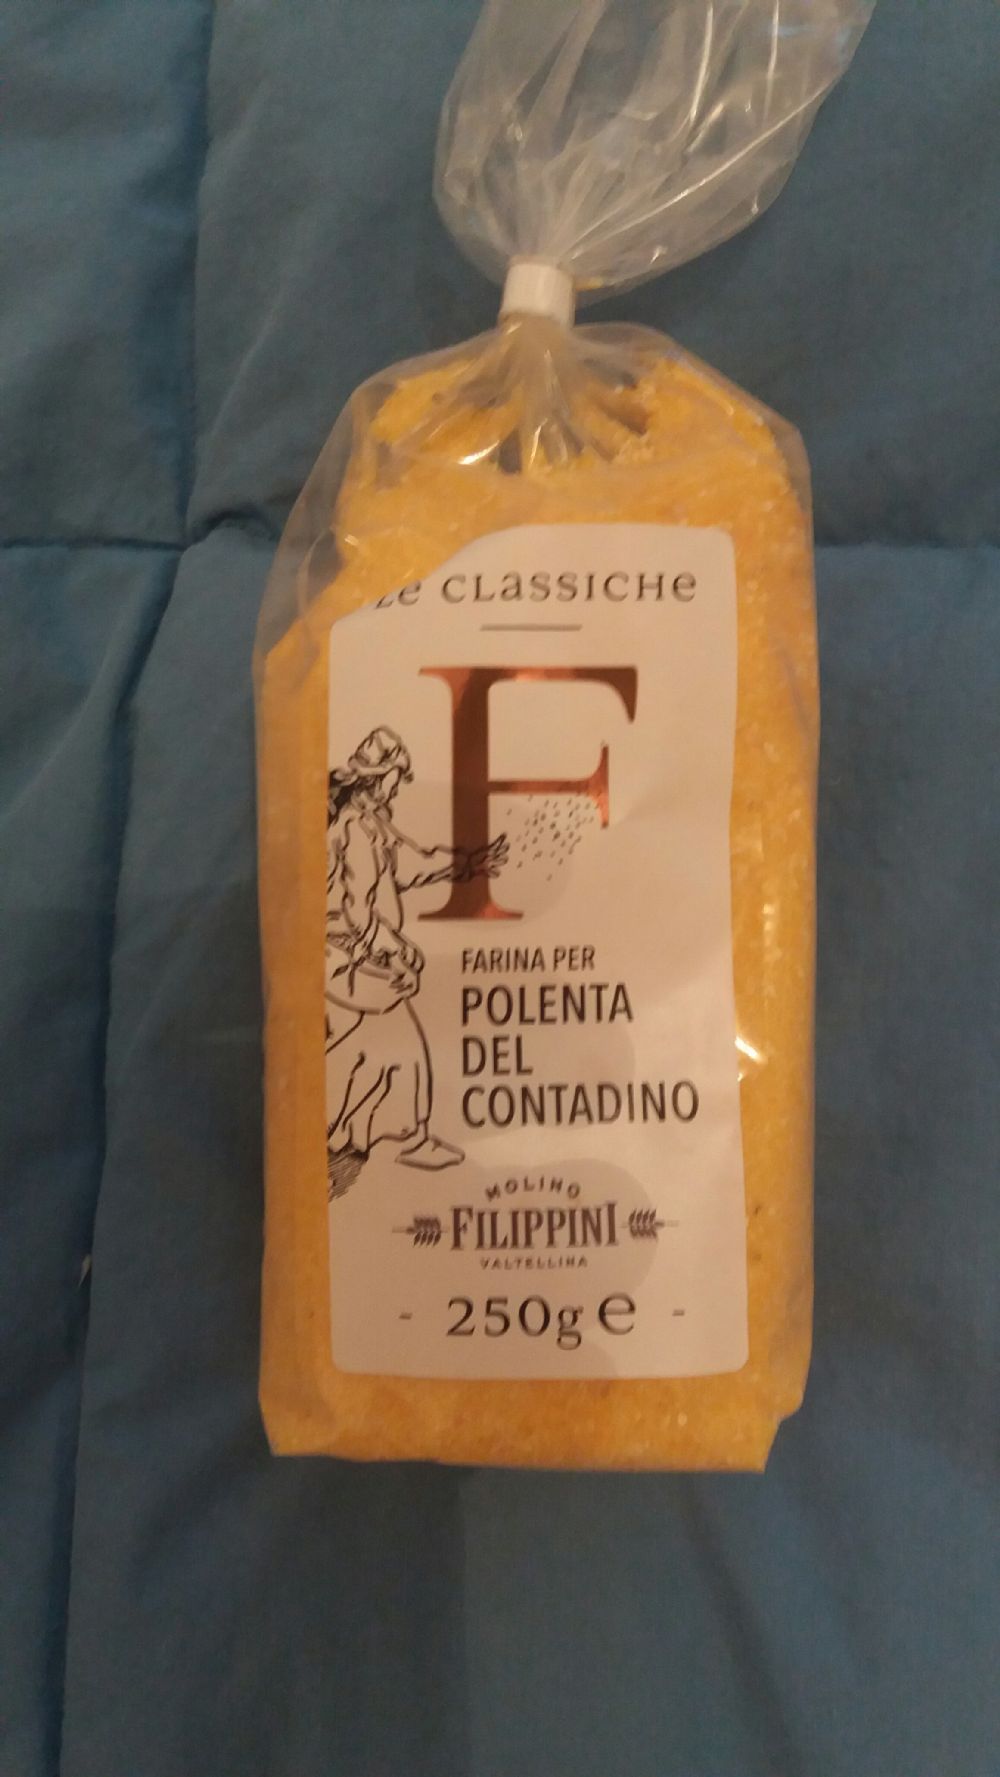 Le CLaSSICHe
F
FARINA PER
POLENTA
DEL
CONTADINO
MOLINO
FILIPPINI
VALTELLINA
- 250g e -